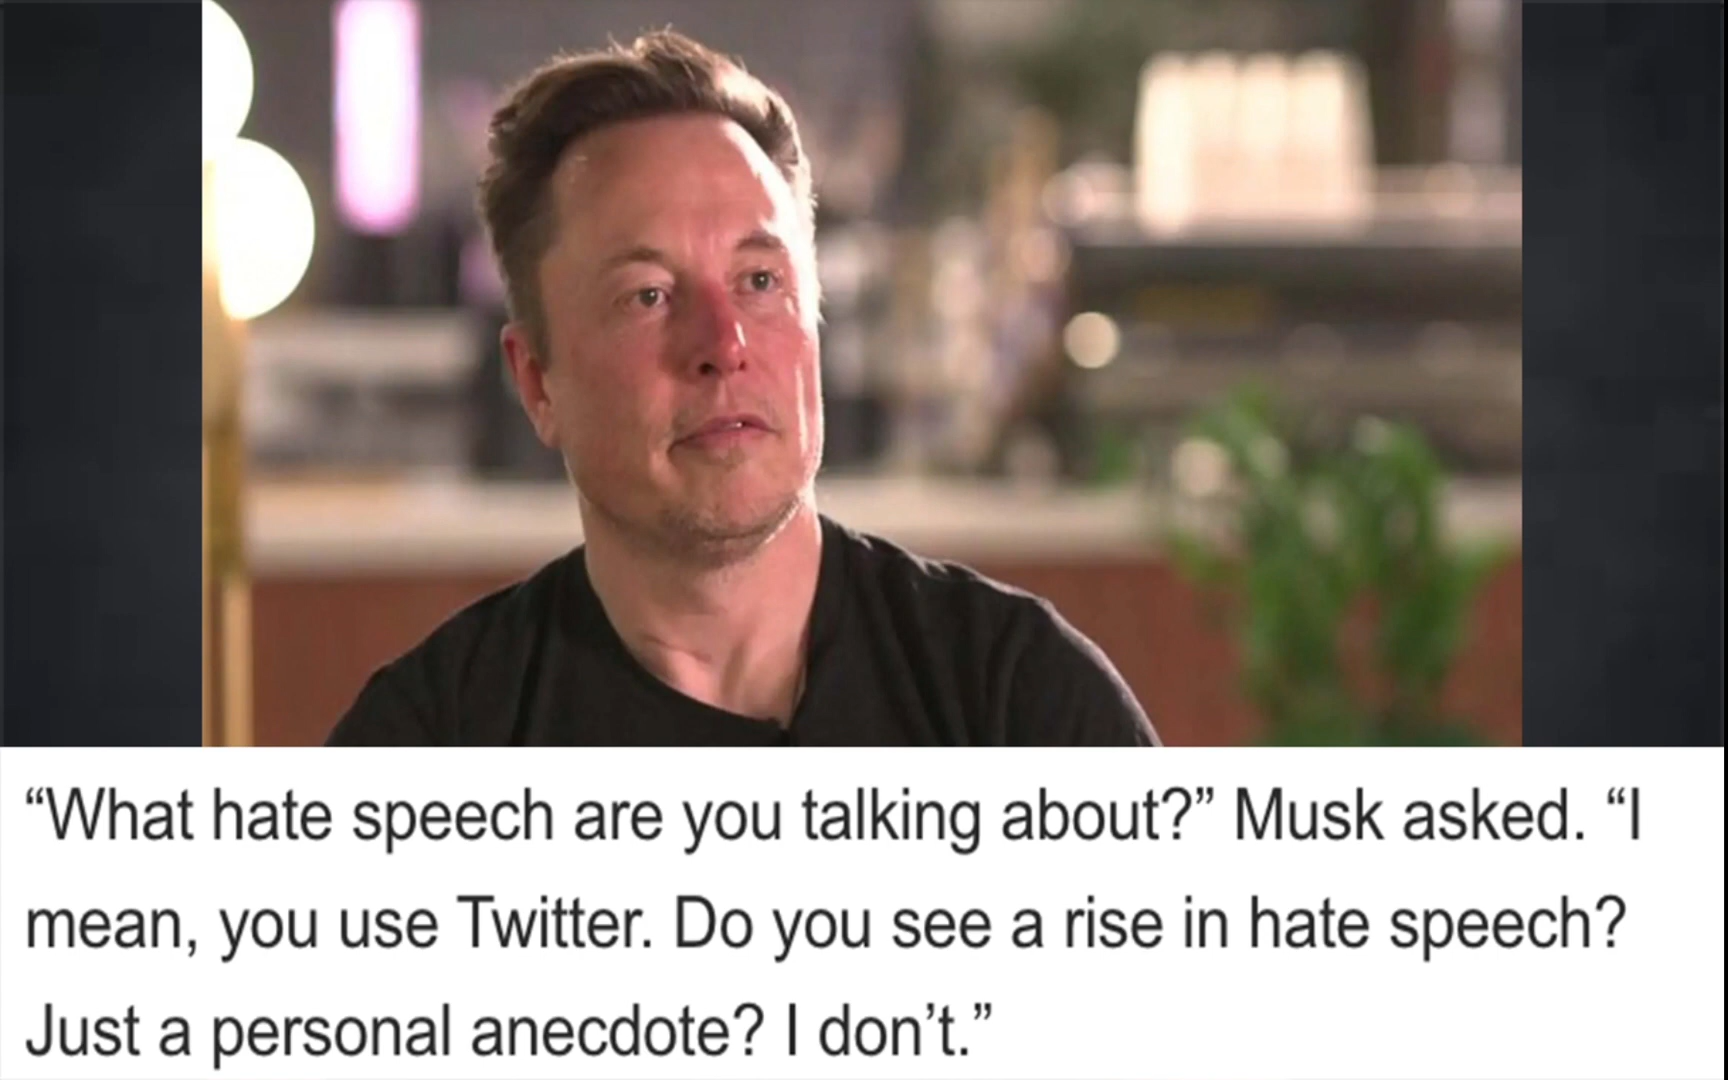 “What hate speech are you talking about?” Musk asked. “I
mean, you use Twitter. Do you see a rise in hate speech?
Just a personal anecdote? I don’t.”